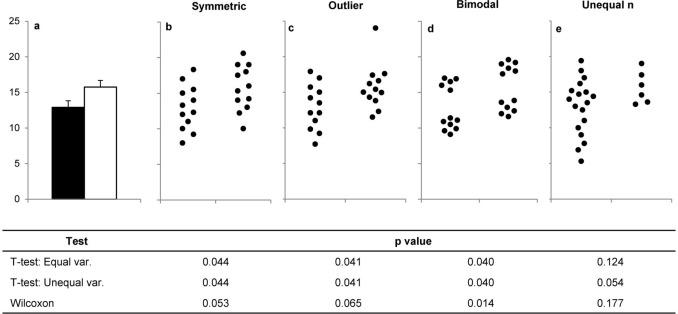 Symmetric Outlier Bimodal Unequal n
a b c d e
25
20
15
10
5
0
Test p value
T-test: Equal var. 0.044 0.041 0.040 0.124
T-test: Unequal var. 0.044 0.041 0.040 0.054
Wilcoxon 0.053 0.065 0.014 0.177